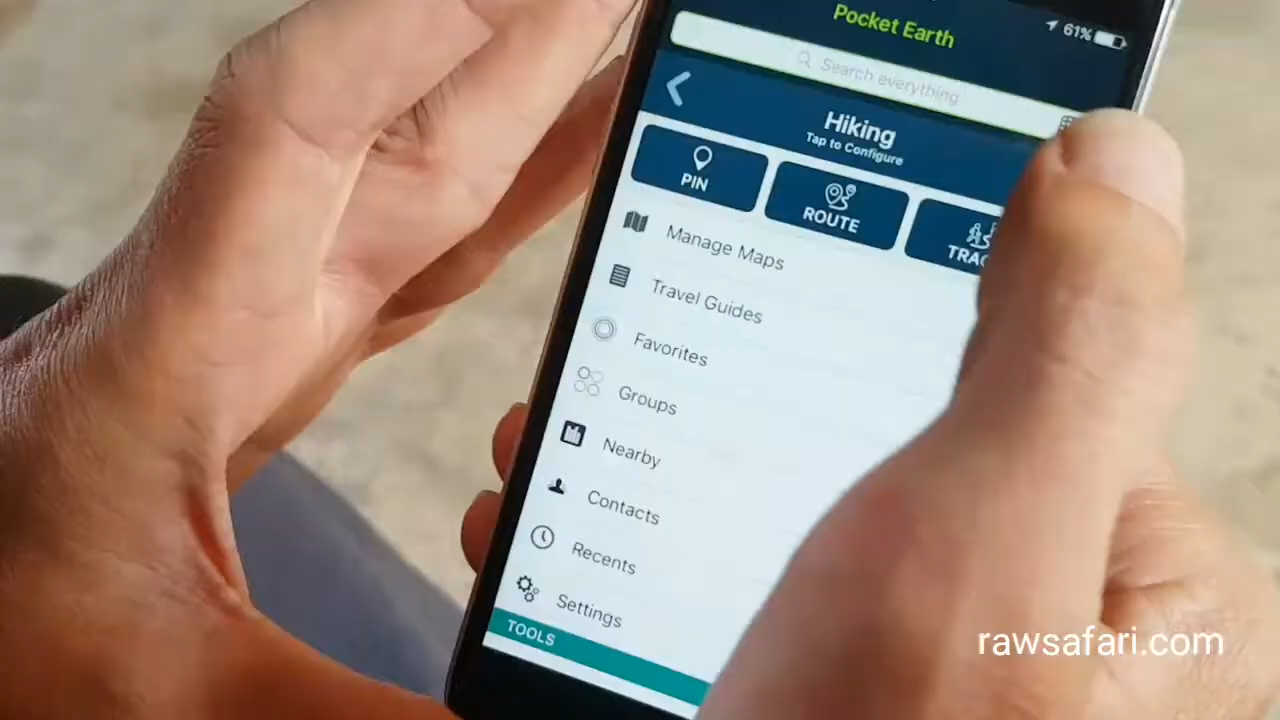 Pocket Earth
61%
Search everything
Hiking
Tap to Configure
PIN
ROUTE
Manage Maps
Travel Guides
Favorites
Groups
Nearby
Contacts
Recents
Settings
TOOLS
rawsafari.com